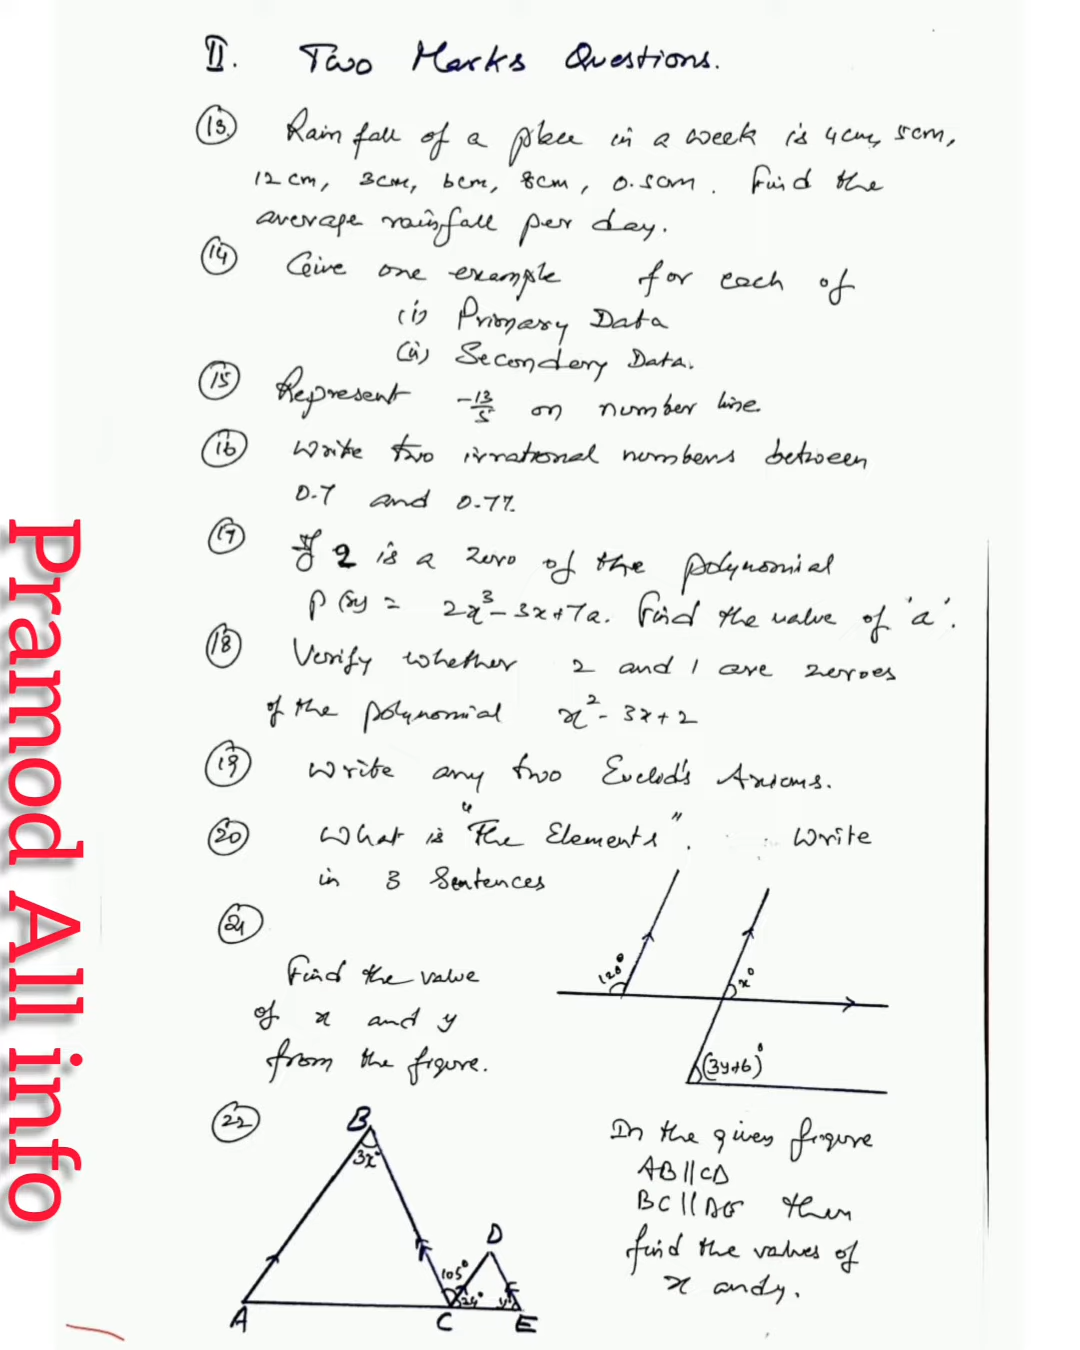 II. Two Marks Questions.
(13) Rain fall of a place in a week is 4cm, 5cm,
12 cm, 3cm, 6cm, 8cm, 0.5cm. Find the
average rainfall per day.
(14) Give one example for each of
(i) Primary Data
(ii) Secondary Data.
(15) Represent -13/5 on number line
(16) Write two irrational numbers between
0.7 and 0.77.
(17) If 2 is a zero of the polynomial
p(x) = 2x³-3x+7a. Find the value of 'a'.
(18) Verify whether 2 and 1 are zeroes
of the polynomial x²-3x+2
(19) Write any two Euclid's Axioms.
(20) What is "The Elements". Write
in 3 Sentences
(21)
Find the value
of x and y
from the figure.
120°
x°
(3y+6)°
(22)
B
3x°
A
105°
24°
C
D
y°
E
In the given figure
AB||CD
BC||DE then
find the values of
x and y.
Pramod All info